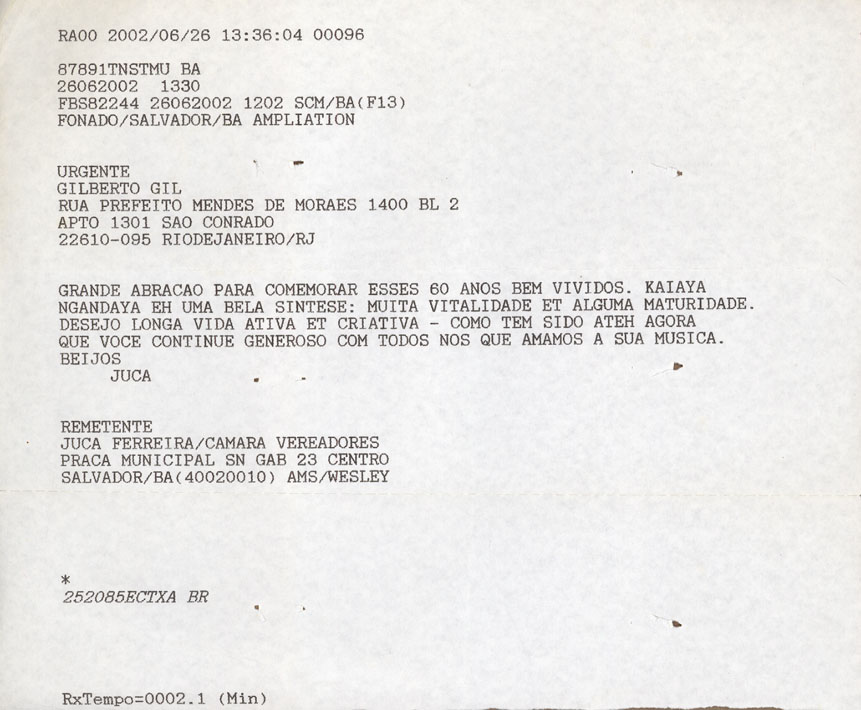 RA00 2002/06/26 13:36:04 00096
87891TNSTMU BA
26062002 1330
FBS82244 26062002 1202 SCM/BA(F13)
FONADO/SALVADOR/BA AMPLIATION
URGENTE
GILBERTO GIL
RUA PREFEITO MENDES DE MORAES 1400 BL 2
APTO 1301 SAO CONRADO
22610-095 RIODEJANEIRO/RJ
GRANDE ABRACAO PARA COMEMORAR ESSES 60 ANOS BEM VIVIDOS. KAIAYA
NGANDAYA EH UMA BELA SINTESE: MUITA VITALIDADE ET ALGUMA MATURIDADE.
DESEJO LONGA VIDA ATIVA ET CRIATIVA - COMO TEM SIDO ATEH AGORA
QUE VOCE CONTINUE GENEROSO COM TODOS NOS QUE AMAMOS A SUA MUSICA.
BEIJOS
JUCA
REMETENTE
JUCA FERREIRA/CAMARA VEREADORES
PRACA MUNICIPAL SN GAB 23 CENTRO
SALVADOR/BA(40020010) AMS/WESLEY
*
252085ECTXA BR
RxTempo=0002.1 (Min)